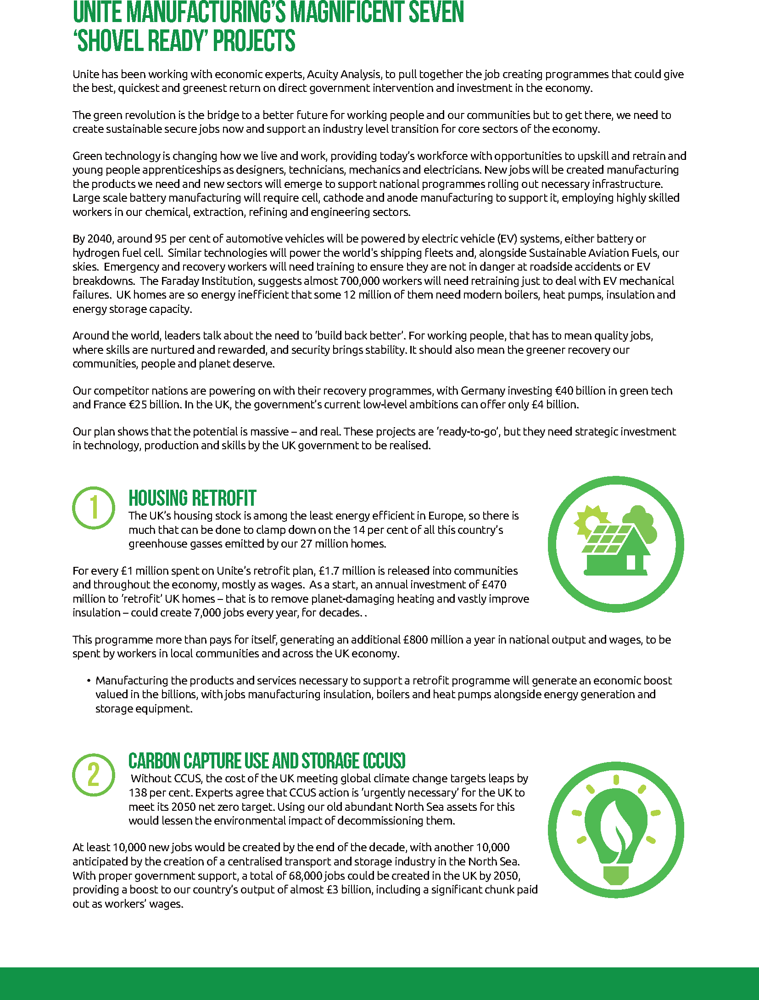 UNITE MANUFACTURING’S MAGNIFICENT SEVEN
‘SHOVEL READY’ PROJECTS
Unite has been working with economic experts, Acuity Analysis, to pull together the job creating programmes that could give
the best, quickest and greenest return on direct government intervention and investment in the economy.
The green revolution is the bridge to a better future for working people and our communities but to get there, we need to
create sustainable secure jobs now and support an industry level transition for core sectors of the economy.
Green technology is changing how we live and work, providing today’s workforce with opportunities to upskill and retrain and
young people apprenticeships as designers, technicians, mechanics and electricians. New jobs will be created manufacturing
the products we need and new sectors will emerge to support national programmes rolling out necessary infrastructure.
Large scale battery manufacturing will require cell, cathode and anode manufacturing to support it, employing highly skilled
workers in our chemical, extraction, refining and engineering sectors.
By 2040, around 95 per cent of automotive vehicles will be powered by electric vehicle (EV) systems, either battery or
hydrogen fuel cell.  Similar technologies will power the world's shipping fleets and, alongside Sustainable Aviation Fuels, our
skies.  Emergency and recovery workers will need training to ensure they are not in danger at roadside accidents or EV
breakdowns.  The Faraday Institution, suggests almost 700,000 workers will need retraining just to deal with EV mechanical
failures.  UK homes are so energy inefficient that some 12 million of them need modern boilers, heat pumps, insulation and
energy storage capacity.
Around the world, leaders talk about the need to ‘build back better’. For working people, that has to mean quality jobs,
where skills are nurtured and rewarded, and security brings stability. It should also mean the greener recovery our
communities, people and planet deserve.
Our competitor nations are powering on with their recovery programmes, with Germany investing €40 billion in green tech
and France €25 billion. In the UK, the government’s current low-level ambitions can offer only £4 billion.
Our plan shows that the potential is massive – and real. These projects are ‘ready-to-go’, but they need strategic investment
in technology, production and skills by the UK government to be realised.
1
HOUSING RETROFIT
The UK’s housing stock is among the least energy efficient in Europe, so there is
much that can be done to clamp down on the 14 per cent of all this country’s
greenhouse gasses emitted by our 27 million homes.
For every £1 million spent on Unite’s retrofit plan, £1.7 million is released into communities
and throughout the economy, mostly as wages.  As a start, an annual investment of £470
million to ‘retrofit’ UK homes – that is to remove planet-damaging heating and vastly improve
insulation – could create 7,000 jobs every year, for decades. .
This programme more than pays for itself, generating an additional £800 million a year in national output and wages, to be
spent by workers in local communities and across the UK economy.
• Manufacturing the products and services necessary to support a retrofit programme will generate an economic boost
valued in the billions, with jobs manufacturing insulation, boilers and heat pumps alongside energy generation and
storage equipment.
2
CARBON CAPTURE USE AND STORAGE (CCUS)
Without CCUS, the cost of the UK meeting global climate change targets leaps by
138 per cent. Experts agree that CCUS action is ‘urgently necessary’ for the UK to
meet its 2050 net zero target. Using our old abundant North Sea assets for this
would lessen the environmental impact of decommissioning them.
At least 10,000 new jobs would be created by the end of the decade, with another 10,000
anticipated by the creation of a centralised transport and storage industry in the North Sea.
With proper government support, a total of 68,000 jobs could be created in the UK by 2050,
providing a boost to our country’s output of almost £3 billion, including a significant chunk paid
out as workers’ wages.